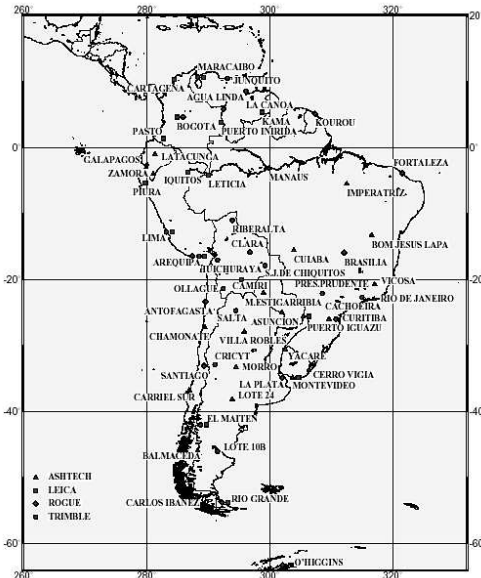 260 280 300 320
20
MARACAIBO
CARTAGENA JUNQUITO
AGUA LINDA
LA CANOA
KAMA
BOGOTA KOUROU
PASTO PUERTO INIRIDA
0 0
GALAPAGOS LATACUNGA FORTALEZA
ZAMORA IQUITOS MANAUS
PIURA LETICIA IMPERATRIZ
RIBERALTA
LIMA CLARA BOM JESUS LAPA
CUIABA BRASILIA
AREQUIPA
HUICHURAYA S.J.DE CHIQUITOS
-20 CAMIRI PRES.PRUDENTE VICOSA -20
OLLAGUE M.ESTIGARRIBIA CACHOEIRA RIO DE JANEIRO
ANTOFAGASTA SALTA ASUNCION CURITIBA
CHAMONATE PUERTO IGUAZU
VILLA ROBLES
CRICYT YACARE
SANTIAGO MORRO CERRO VIGIA
LA PLATA MONTEVIDEO
CARRIEL SUR LOTE 24
-40 -40
EL MAITEN
BALMACEDA LOTE 10B
ASHTECH
LEICA
ROGUE
TRIMBLE
CARLOS IBANEZ RIO GRANDE
-60 -60
O'HIGGINS
260 280 300 320